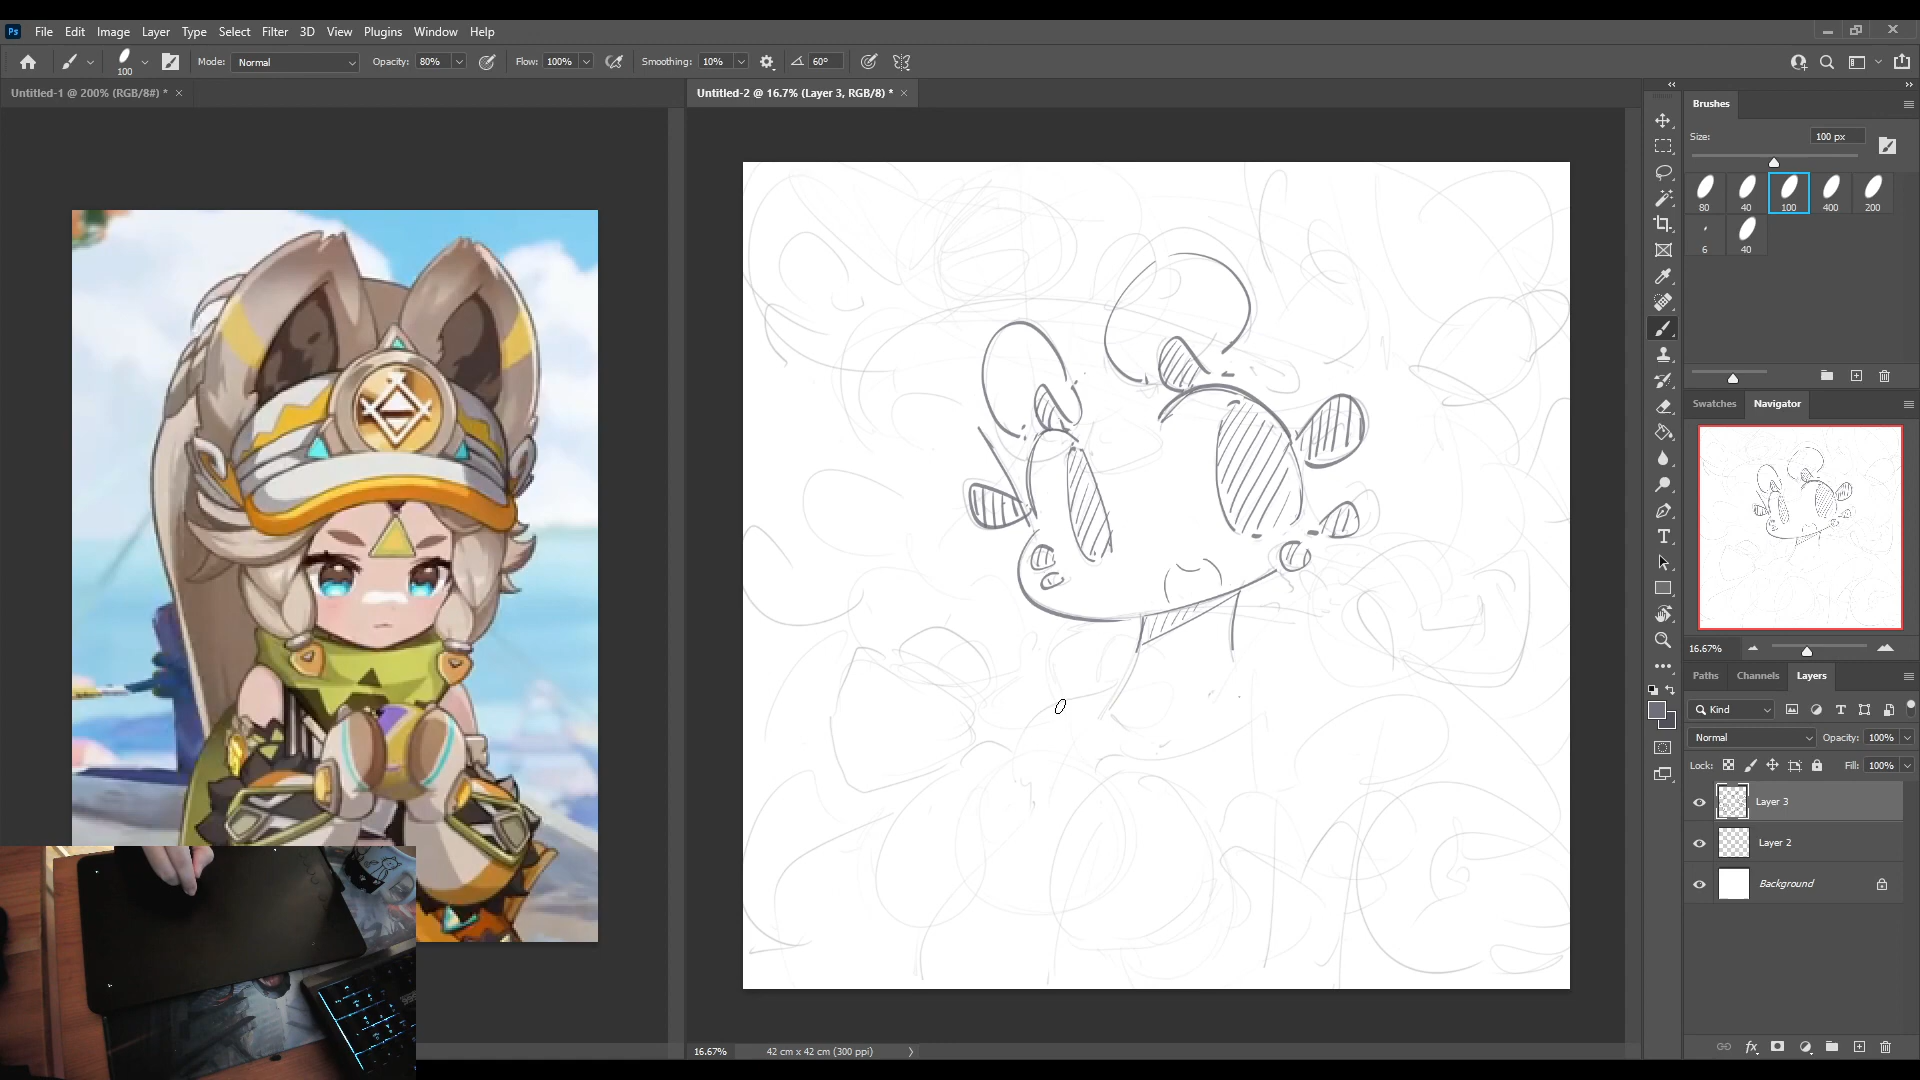 Ps File Edit Image Layer Type Select Filter 3D View Plugins Window Help
100 Mode: Normal Opacity: 80% Flow: 100% Smoothing: 10% 60°
Untitled-1 @ 200% (RGB/8#) * Untitled-2 @ 16.7% (Layer 3, RGB/8) *
Brushes
Size: 100 px
80 40 100 400 200
6 40
Swatches Navigator
16.67%
Paths Channels Layers
Kind
Normal Opacity: 100%
Lock: Fill: 100%
Layer 3
Layer 2
Background
16.67% 42 cm x 42 cm (300 ppi)
fx